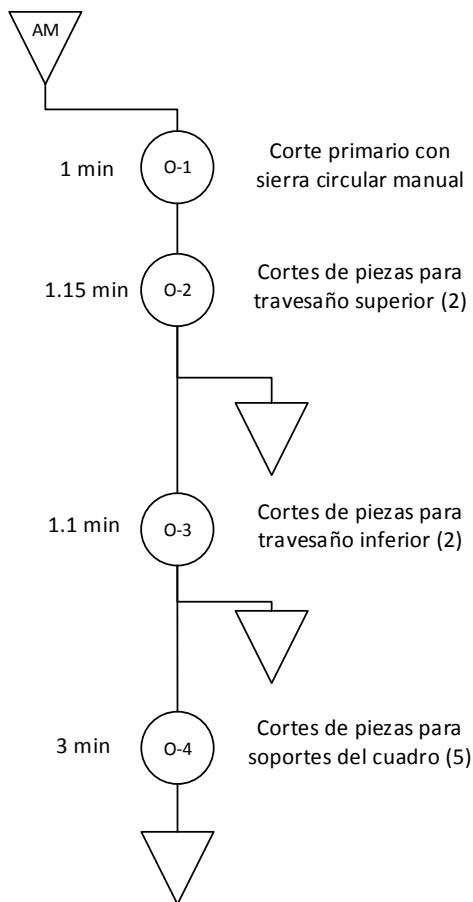 AM
1 min
O-1
Corte primario con
sierra circular manual
1.15 min
O-2
Cortes de piezas para
travesaño superior (2)
1.1 min
O-3
Cortes de piezas para
travesaño inferior (2)
3 min
O-4
Cortes de piezas para
soportes del cuadro (5)